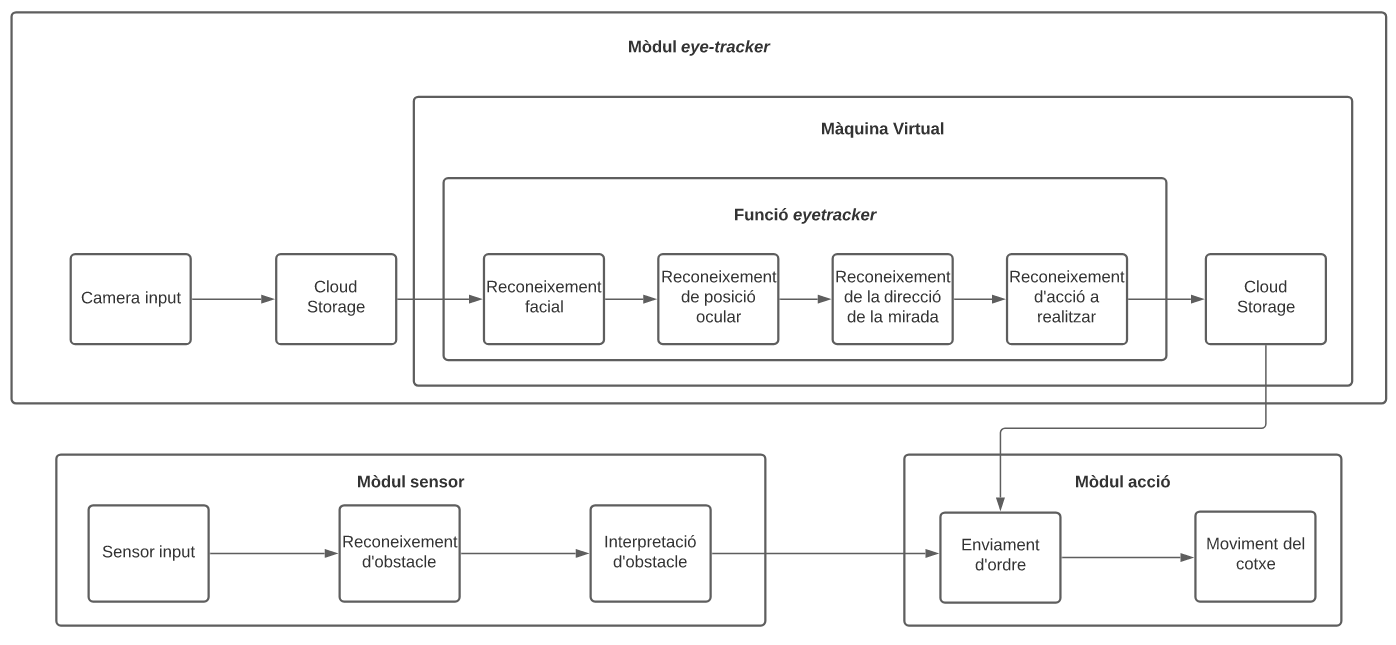 Mòdul eye-tracker
Màquina Virtual
Funció eyetracker
Camera input
Cloud
Storage
Reconeixement
facial
Reconeixement
de posició
ocular
Reconeixement
de la direcció
de la mirada
Reconeixement
d'acció a
realitzar
Cloud
Storage
Mòdul sensor
Sensor input
Reconeixement
d'obstacle
Interpretació
d'obstacle
Mòdul acció
Enviament
d'ordre
Moviment del
cotxe